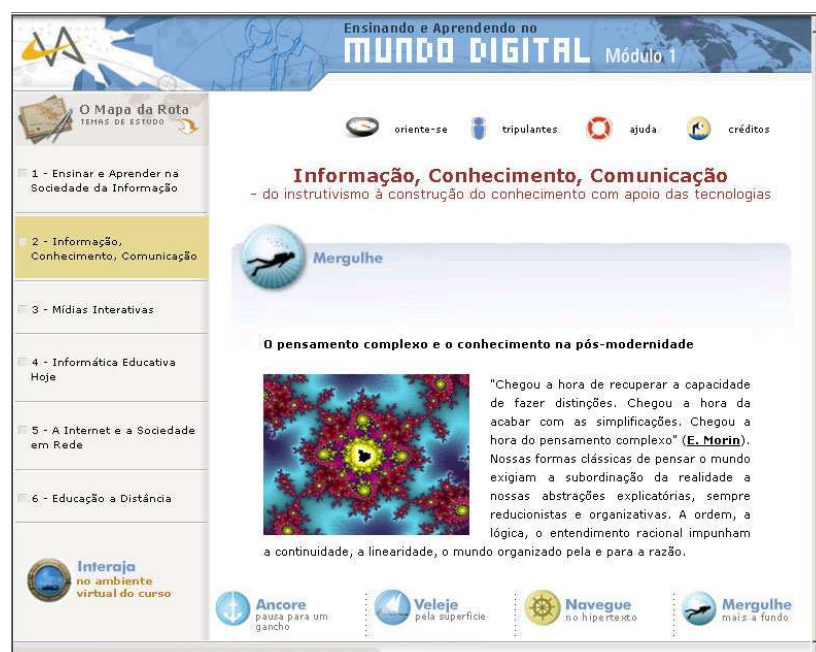 Ensinando e Aprendendo no
MUNDO DIGITAL Módulo 1
O Mapa da Rota
TEMAS DE ESTUDO
1 - Ensinar e Aprender na
Sociedade da Informação
2 - Informação,
Conhecimento, Comunicação
3 - Mídias Interativas
4 - Informática Educativa
Hoje
5 - A Internet e a Sociedade
em Rede
6 - Educação a Distância
Interaja
no ambiente
virtual do curso
oriente-se tripulantes ajuda créditos
Informação, Conhecimento, Comunicação
- do instrutivismo à construção do conhecimento com apoio das tecnologias
Mergulhe
O pensamento complexo e o conhecimento na pós-modernidade
"Chegou a hora de recuperar a capacidade
de fazer distinções. Chegou a hora da
acabar com as simplificações. Chegou a
hora do pensamento complexo" (E. Morin).
Nossas formas clássicas de pensar o mundo
exigiam a subordinação da realidade a
nossas abstrações explicatórias, sempre
reducionistas e organizativas. A ordem, a
lógica, o entendimento racional impunham
a continuidade, a linearidade, o mundo organizado pela e para a razão.
Ancore
pausa para um
gancho
Veleje
pela superficie
Navegue
no hipertexto
Mergulhe
mais a fundo